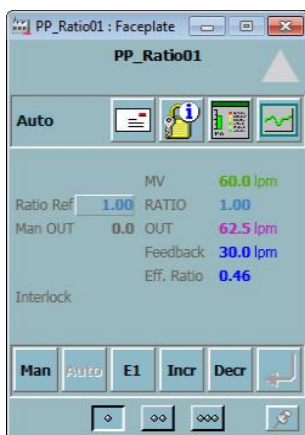 PP_Ratio01 : Faceplate
PP_Ratio01
Auto
MV 60.0 lpm
Ratio Ref 1.00 RATIO 1.00
Man OUT 0.0 OUT 62.5 lpm
Feedback 30.0 lpm
Eff. Ratio 0.46
Interlock
Man Auto E1 Incr Decr